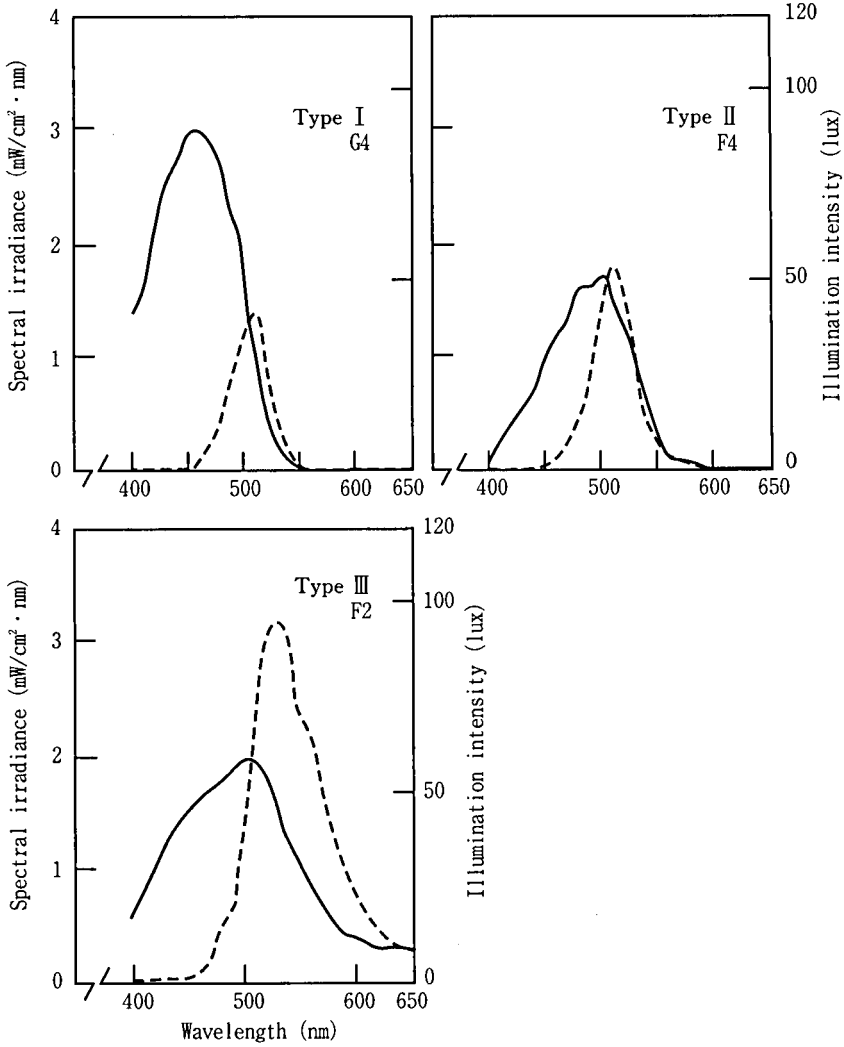 4
3
2
1
0
Spectral irradiance (mW/cm²・nm)
Type Ⅰ
G4
400
500
600
650
Type Ⅱ
F4
400
500
600
650
120
100
50
0
Illumination intensity (lux)
4
3
2
1
0
Spectral irradiance (mW/cm²・nm)
Type Ⅲ
F2
400
500
600
650
Wavelength (nm)
120
100
50
0
Illumination intensity (lux)